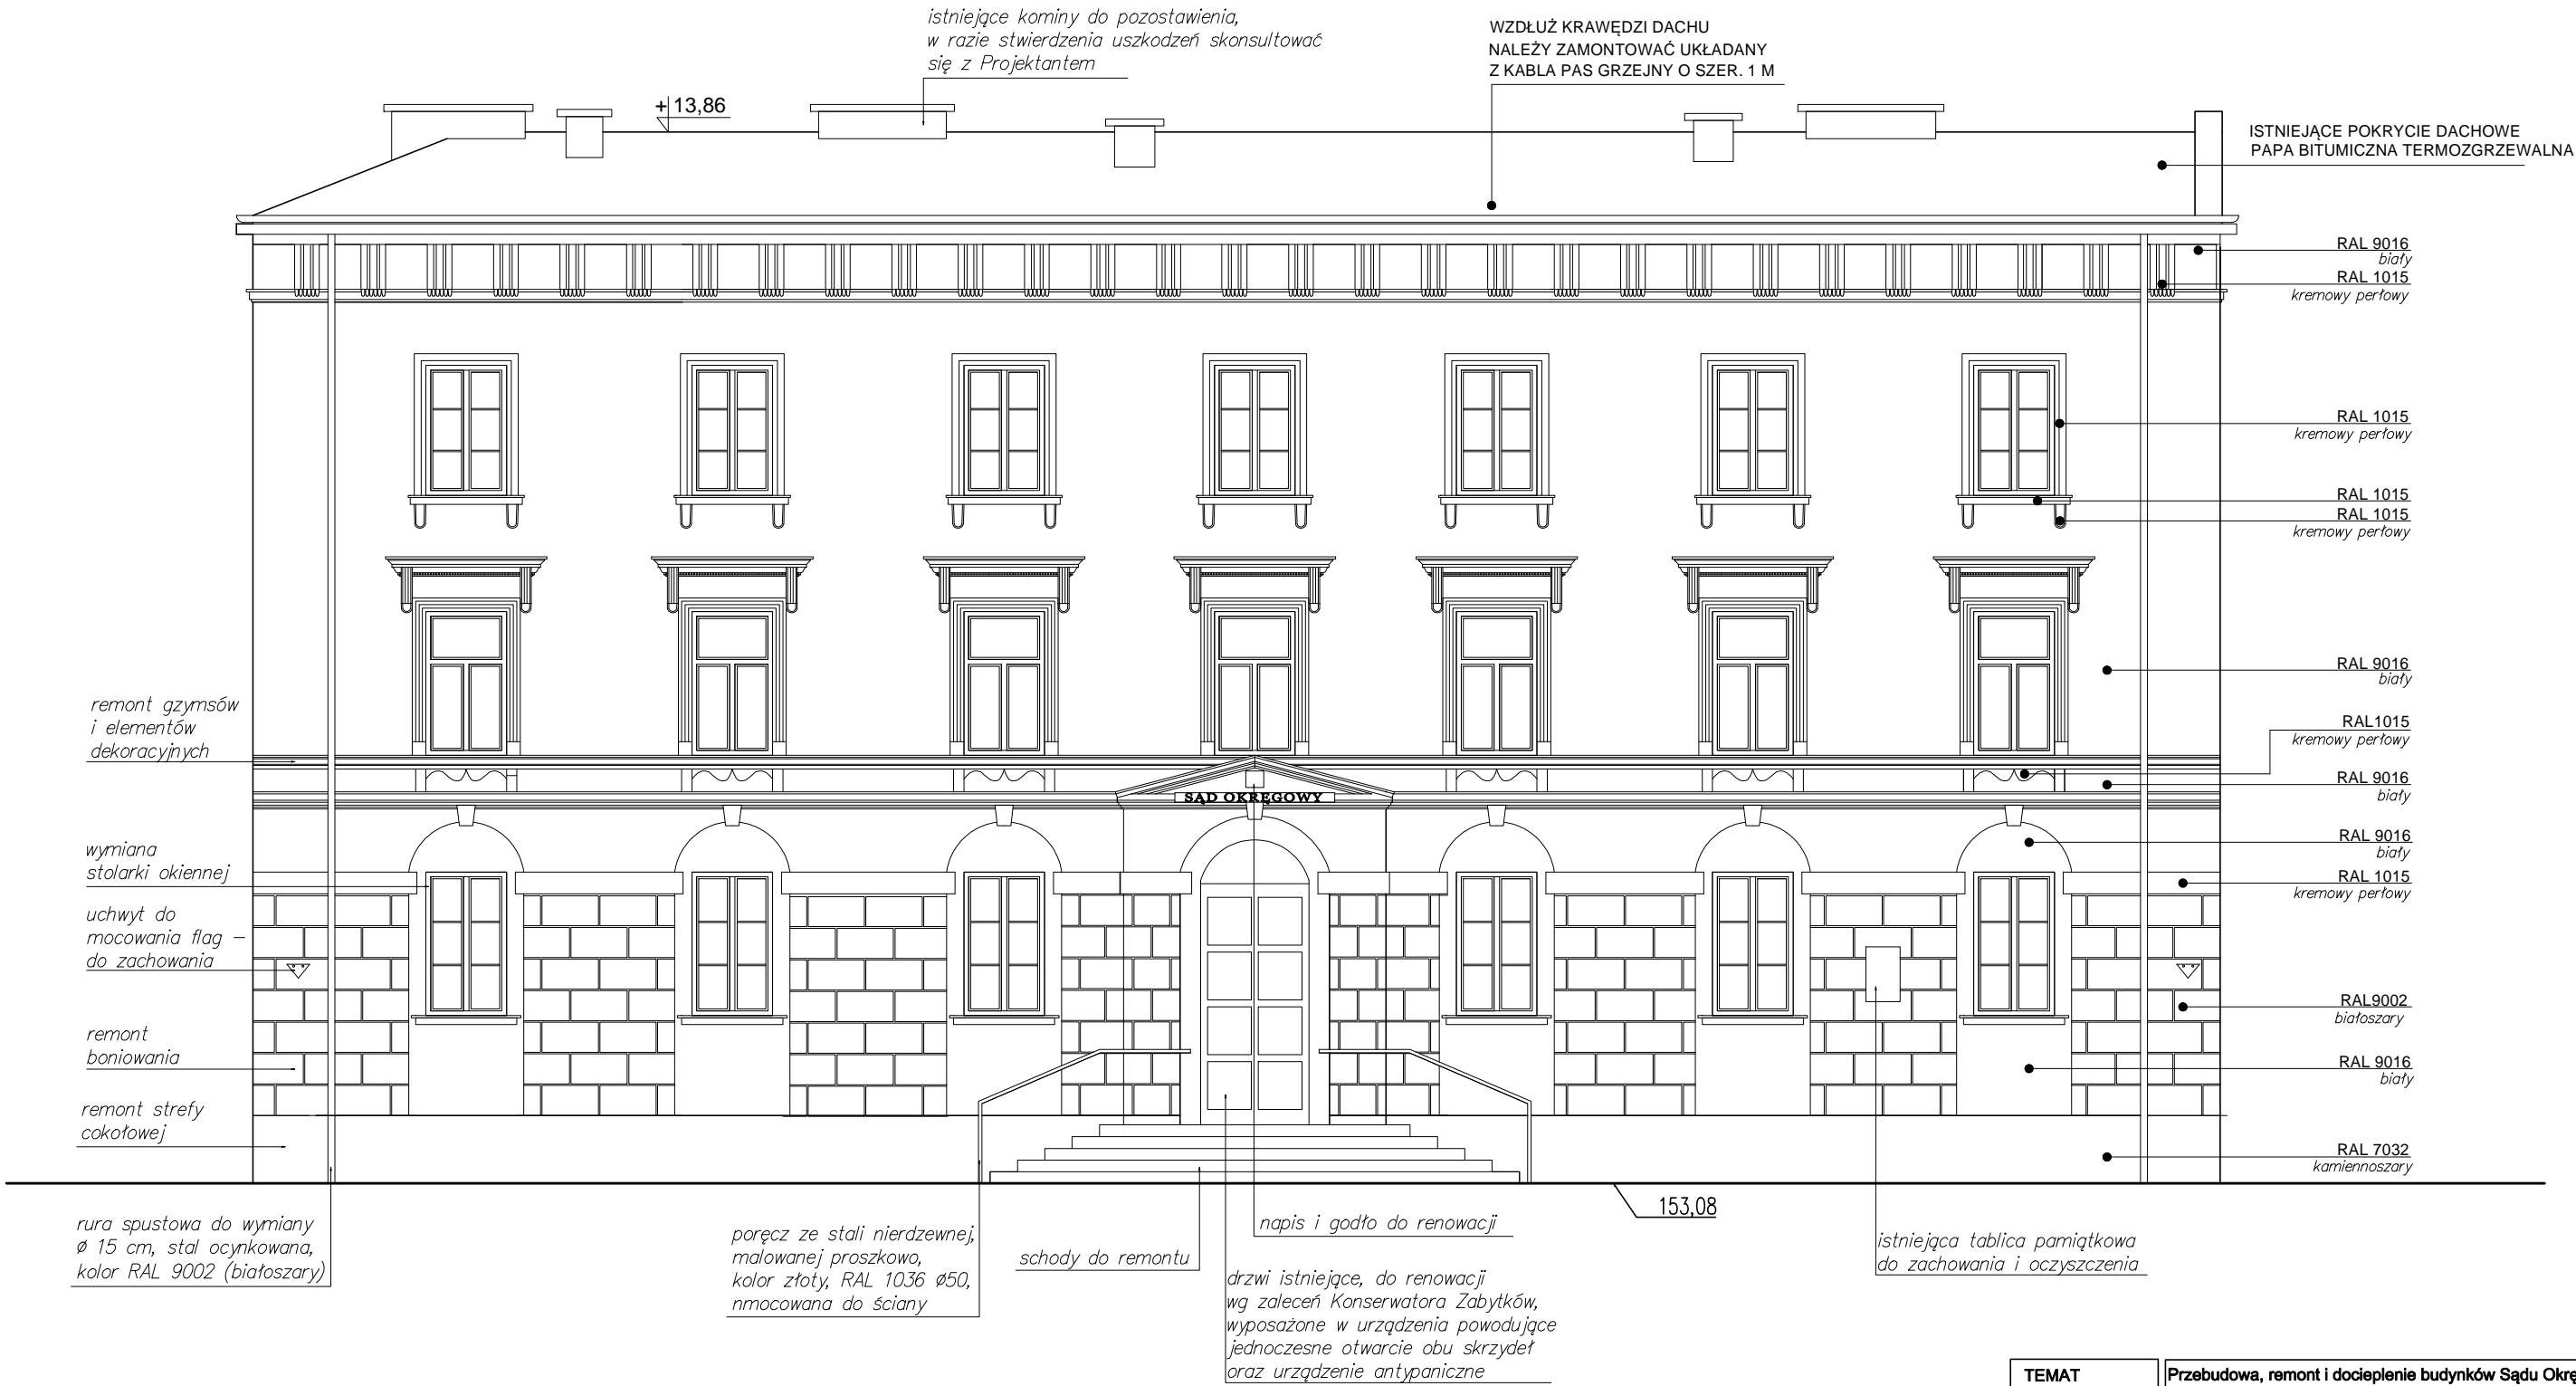 istniejące kominy do pozostawienia,
w razie stwierdzenia uszkodzeń skonsultować
się z Projektantem
WZDŁUŻ KRAWĘDZI DACHU
NALEŻY ZAMONTOWAĆ UKŁADANY
Z KABLA PAS GRZEJNY O SZER. 1 M
+13,86
ISTNIEJĄCE POKRYCIE DACHOWE
PAPA BITUMICZNA TERMOZGRZEWALNA
RAL 9016
biały
RAL 1015
kremowy perłowy
RAL 1015
kremowy perłowy
RAL 1015
RAL 1015
kremowy perłowy
RAL 9016
biały
RAL1015
kremowy perłowy
RAL 9016
biały
RAL 9016
biały
RAL 1015
kremowy perłowy
RAL9002
białoszary
RAL 9016
biały
RAL 7032
kamiennoszary
remont gzymsów
i elementów
dekoracyjnych
SĄD OKRĘGOWY
wymiana
stolarki okiennej
uchwyt do
mocowania flag –
do zachowania
remont
boniowania
remont strefy
cokołowej
rura spustowa do wymiany
ø 15 cm, stal ocynkowana,
kolor RAL 9002 (białoszary)
poręcz ze stali nierdzewnej,
malowanej proszkowo,
kolor złoty, RAL 1036 ø50,
nmocowana do ściany
schody do remontu
napis i godło do renowacji
drzwi istniejące, do renowacji
wg zaleceń Konserwatora Zabytków,
wyposażone w urządzenia powodujące
jednoczesne otwarcie obu skrzydeł
oraz urządzenie antypaniczne
153,08
istniejąca tablica pamiątkowa
do zachowania i oczyszczenia
TEMAT
Przebudowa, remont i docieplenie budynków Sądu Okrę